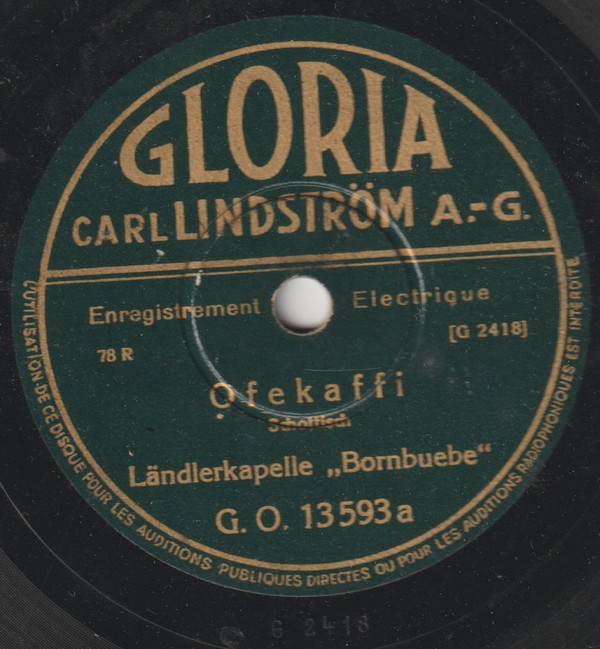 GLORIA
CARL LINDSTRÖM A.-G.
Enregistrement Electrique
78 R [G 2418]
Ofekaffi
Schottisch
Ländlerkapelle „Bornbuebe“
G. O. 13593a
L'UTILISATION DE CE DISQUE POUR LES AUDITIONS PUBLIQUES DIRECTES OU POUR LES AUDITIONS RADIOPHONIQUES EST INTERDITE
G 2418